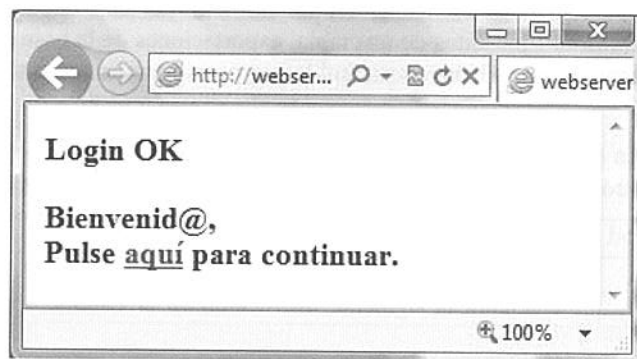 http://webser...
webserver
Login OK
Bienvenid@,
Pulse aquí para continuar.
100%